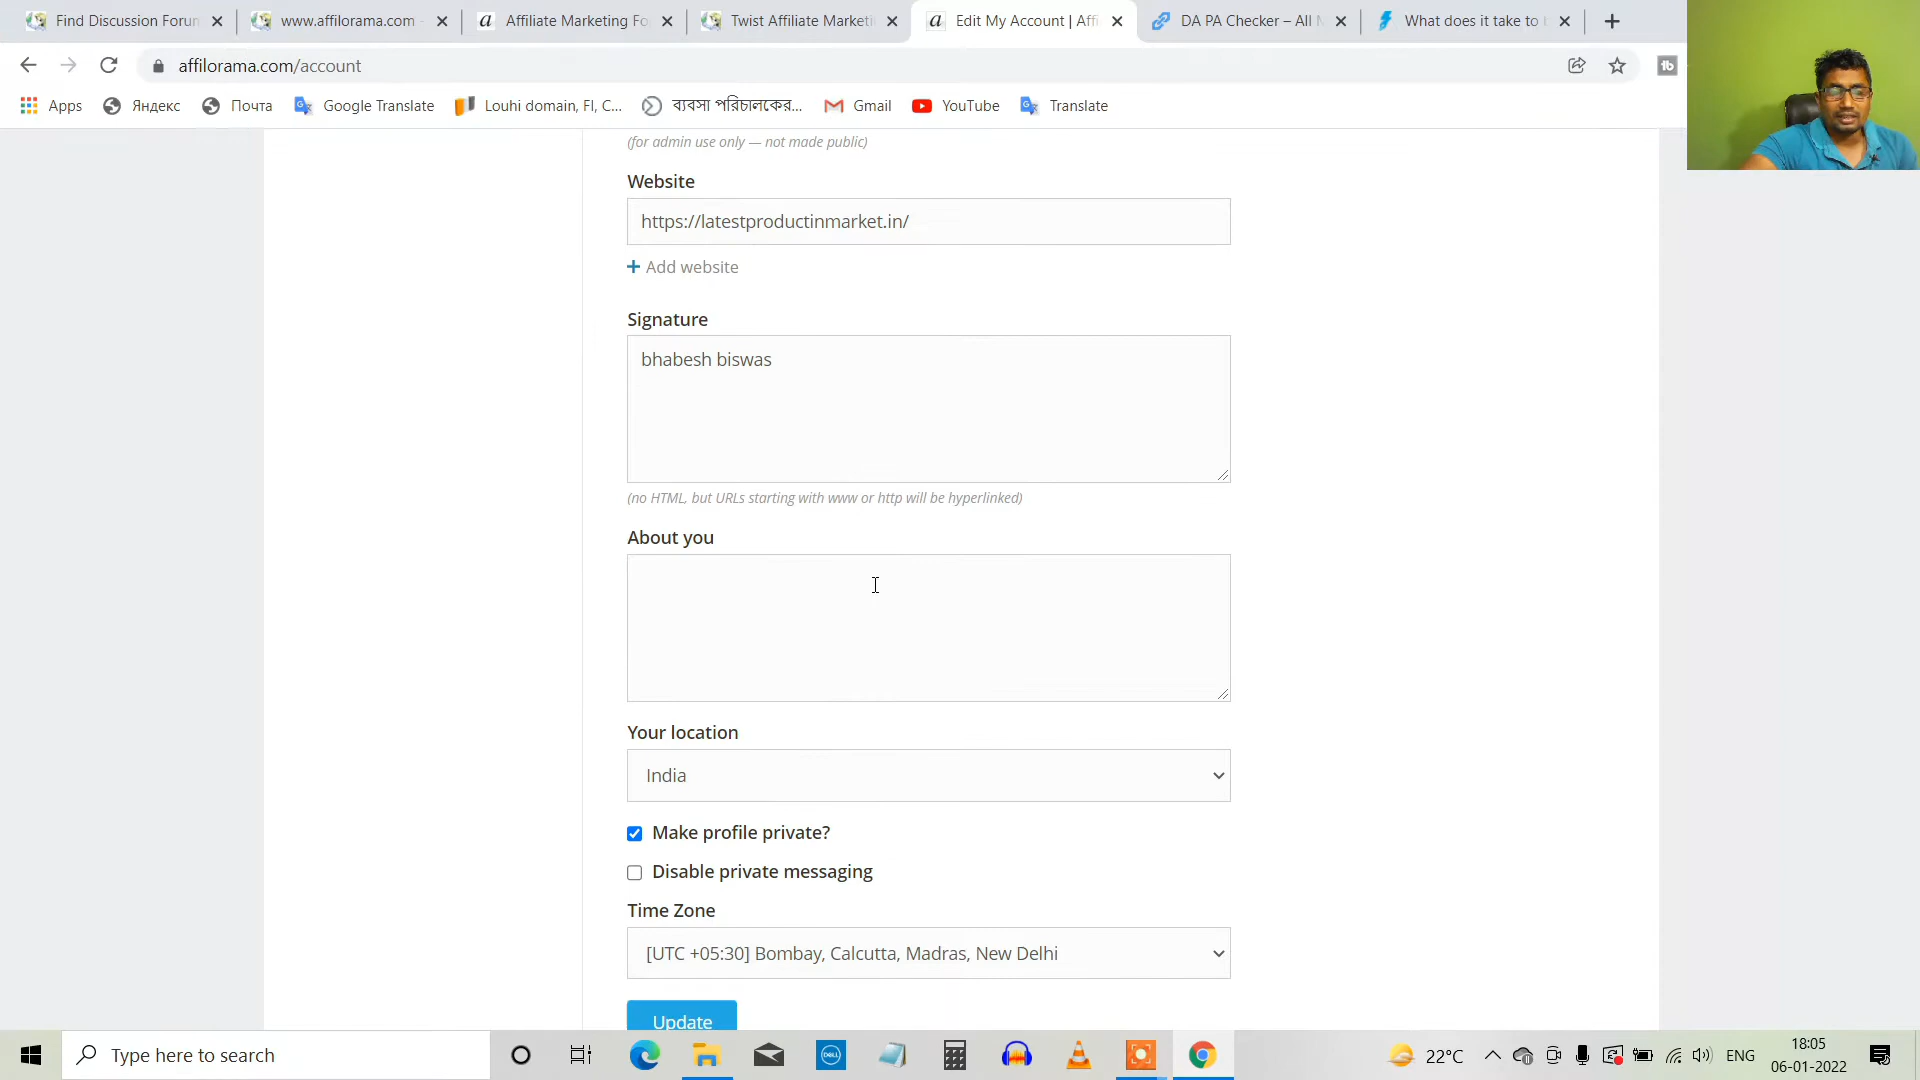 Find Discussion Forun
www.affilorama.com -
Affiliate Marketing Fo
Twist Affiliate Marketi
Edit My Account | Affi
DA PA Checker – All M
What does it take to b
affilorama.com/account
Apps
Яндекс
Почта
Google Translate
Louhi domain, FI, C...
ব্যবসা পরিচালকের...
Gmail
YouTube
Translate
(for admin use only — not made public)
Website
https://latestproductinmarket.in/
+ Add website
Signature
bhabesh biswas
(no HTML, but URLs starting with www or http will be hyperlinked)
About you
Your location
India
Make profile private?
Disable private messaging
Time Zone
[UTC +05:30] Bombay, Calcutta, Madras, New Delhi
Update
Type here to search
DELL
22°C
ENG
18:05
06-01-2022